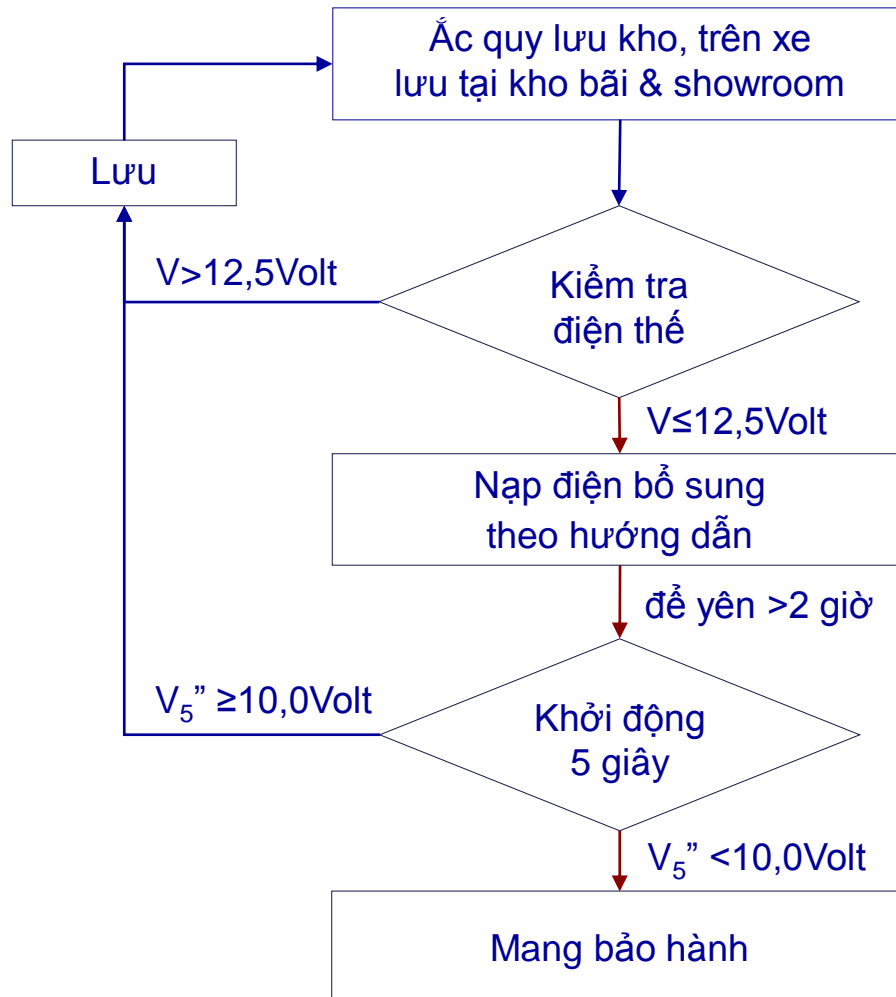 Ắc quy lưu kho, trên xe
lưu tại kho bãi & showroom
Lưu
V>12,5Volt
Kiểm tra
điện thế
V≤12,5Volt
Nạp điện bổ sung
theo hướng dẫn
để yên >2 giờ
V₅” ≥10,0Volt
Khởi động
5 giây
V₅” <10,0Volt
Mang bảo hành